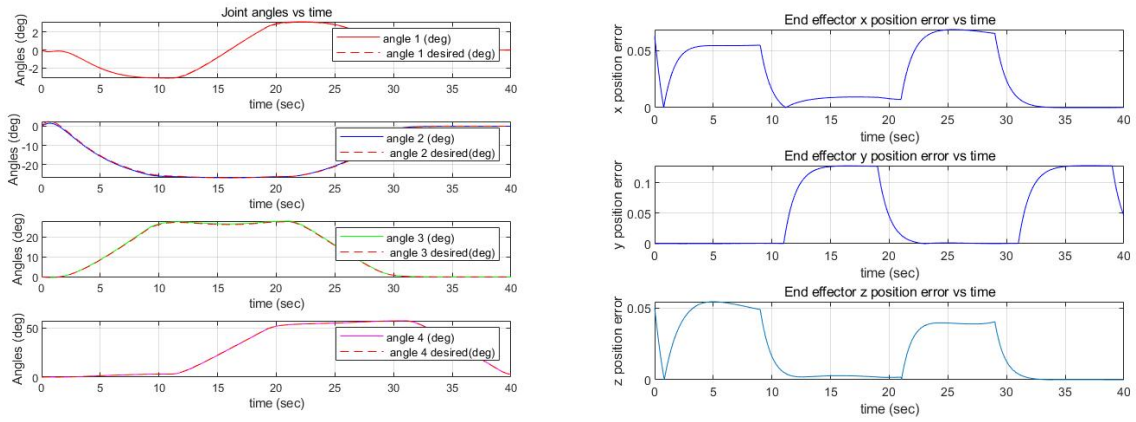 Joint angles vs time
Angles (deg)
2
0
-2
angle 1 (deg)
angle 1 desired (deg)
0 5 10 15 20 25 30 35 40
time (sec)
Angles (deg)
0
-10
-20
angle 2 (deg)
angle 2 desired(deg)
0 5 10 15 20 25 30 35 40
time (sec)
Angles (deg)
20
10
0
angle 3 (deg)
angle 3 desired(deg)
0 5 10 15 20 25 30 35 40
time (sec)
Angles (deg)
50
0
angle 4 (deg)
angle 4 desired(deg)
0 5 10 15 20 25 30 35 40
time (sec)
End effector x position error vs time
x position error
0.05
0
0 5 10 15 20 25 30 35 40
time (sec)
End effector y position error vs time
y position error
0.1
0.05
0
0 5 10 15 20 25 30 35 40
time (sec)
End effector z position error vs time
z position error
0.05
0
0 5 10 15 20 25 30 35 40
time (sec)